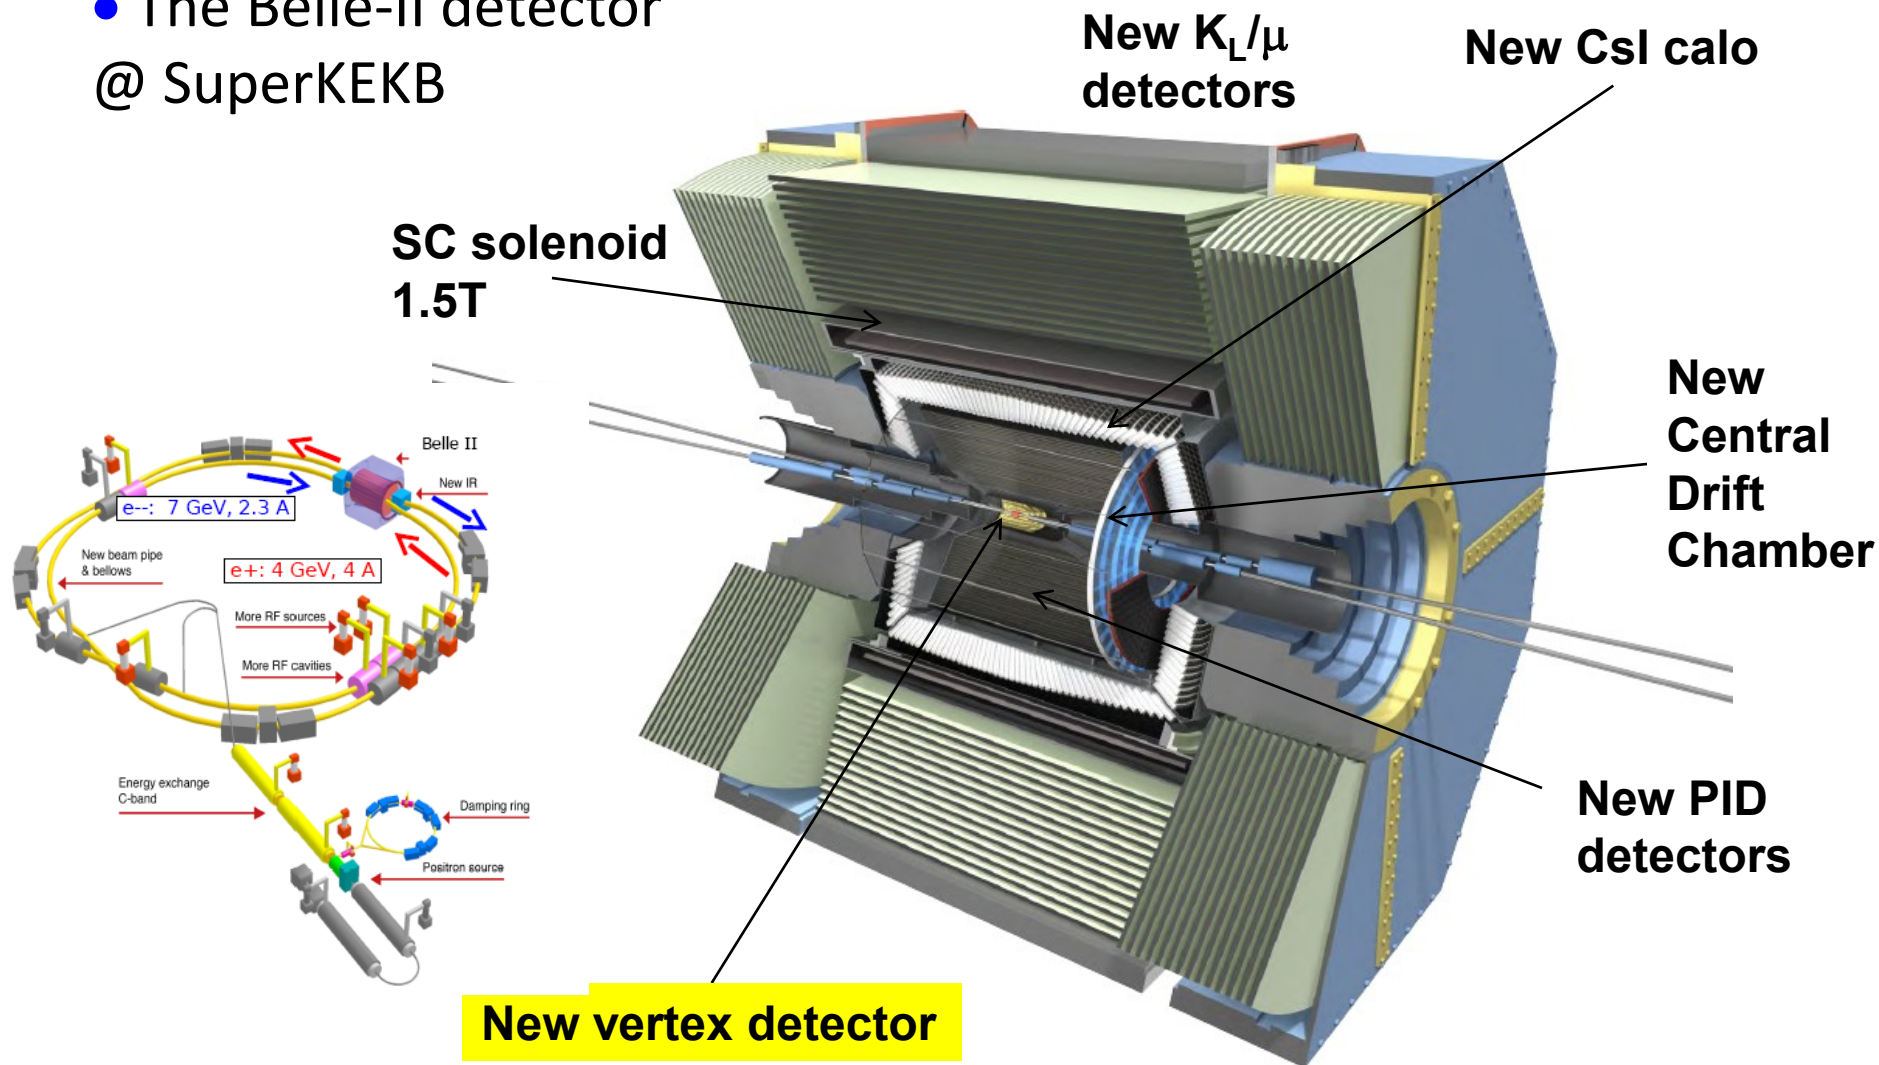 • The Belle-II detector
@ SuperKEKB
New K_L/μ
detectors
New CsI calo
SC solenoid
1.5T
New
Central
Drift
Chamber
New PID
detectors
New vertex detector
Belle II
New IR
e--: 7 GeV, 2.3 A
New beam pipe
& bellows
e+: 4 GeV, 4 A
More RF sources
More RF cavities
Energy exchange
C-band
Damping ring
Positron source